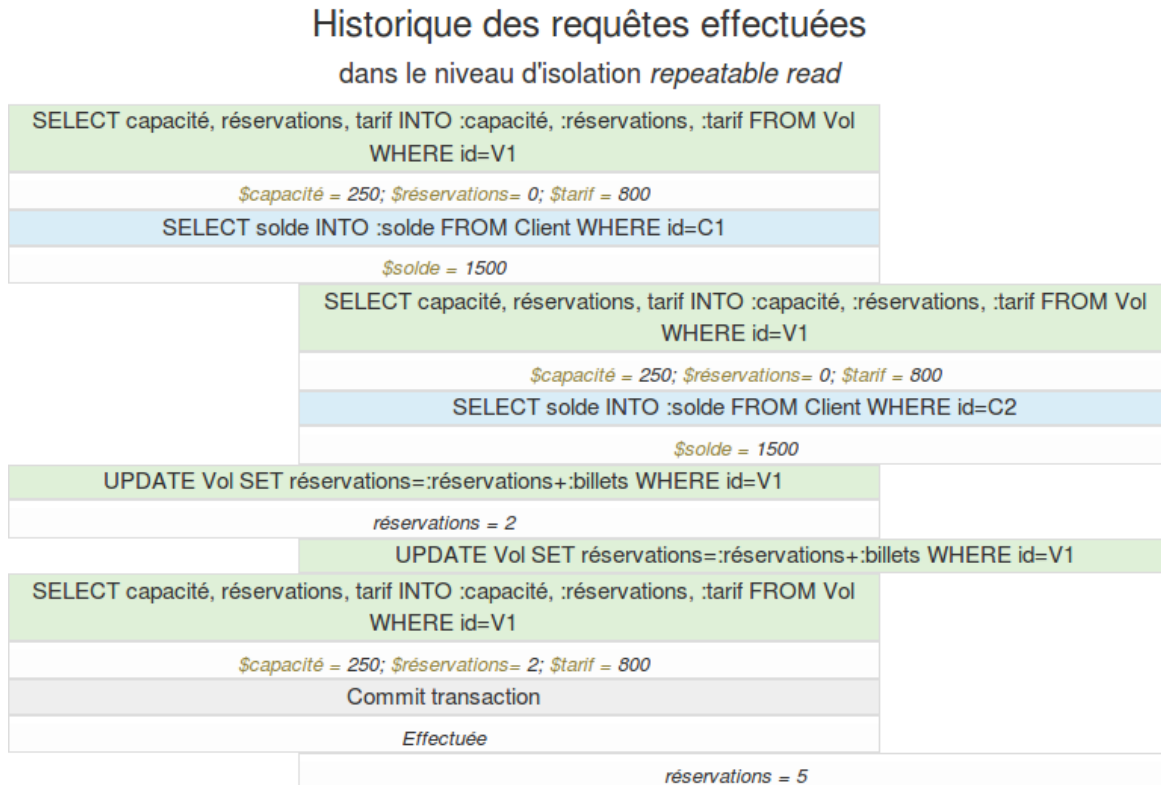 Historique des requêtes effectuées
dans le niveau d'isolation repeatable read
SELECT capacité, réservations, tarif INTO :capacité, :réservations, :tarif FROM Vol
WHERE id=V1
$capacité = 250; $réservations= 0; $tarif = 800
SELECT solde INTO :solde FROM Client WHERE id=C1
$solde = 1500
SELECT capacité, réservations, tarif INTO :capacité, :réservations, :tarif FROM Vol
WHERE id=V1
$capacité = 250; $réservations= 0; $tarif = 800
SELECT solde INTO :solde FROM Client WHERE id=C2
$solde = 1500
UPDATE Vol SET réservations=:réservations+:billets WHERE id=V1
réservations = 2
UPDATE Vol SET réservations=:réservations+:billets WHERE id=V1
SELECT capacité, réservations, tarif INTO :capacité, :réservations, :tarif FROM Vol
WHERE id=V1
$capacité = 250; $réservations= 2; $tarif = 800
Commit transaction
Effectuée
réservations = 5